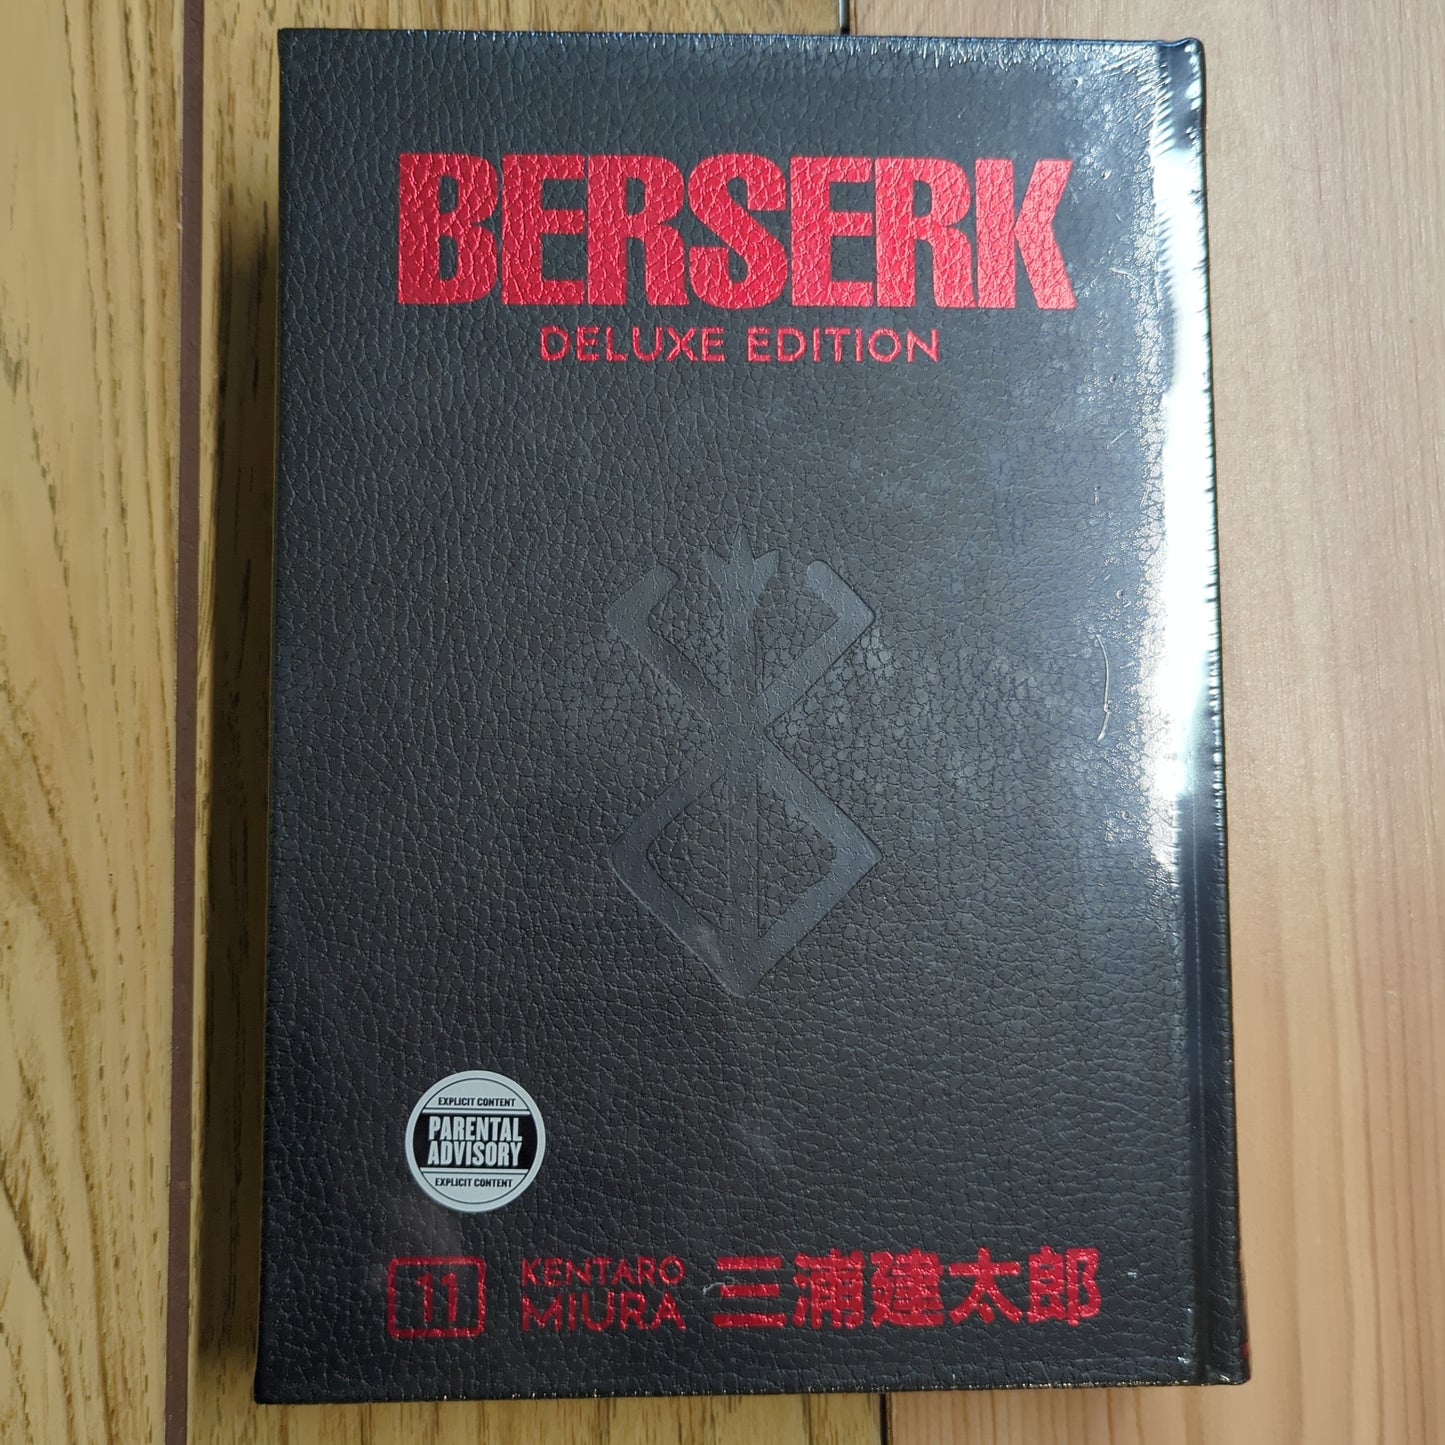 BERSERK
DELUXE EDITION
EXPLICIT CONTENT
PARENTAL
ADVISORY
EXPLICIT CONTENT
11
KENTARO
MIURA
三浦建太郎